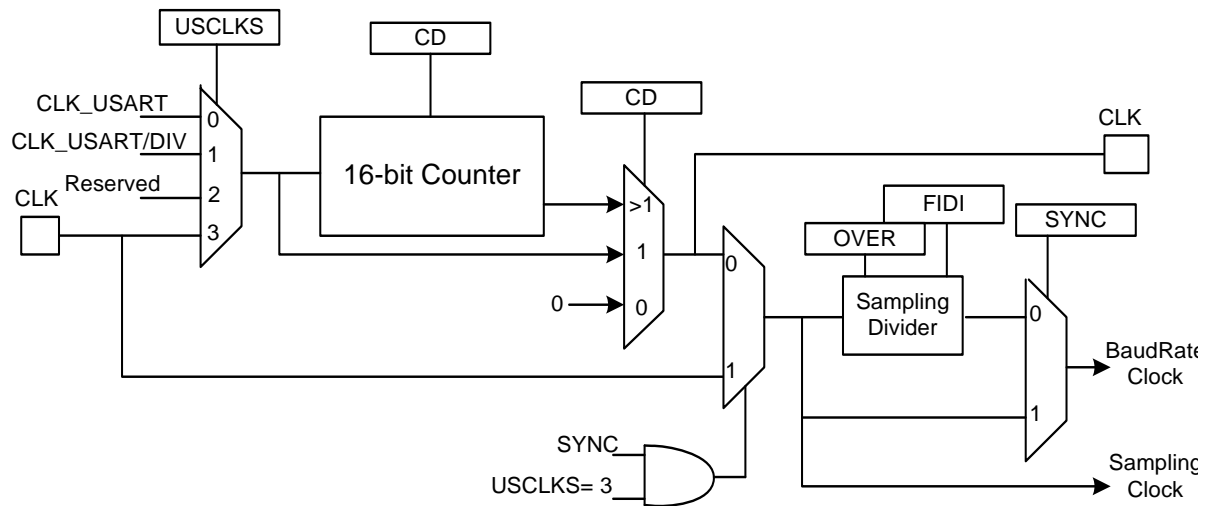 USCLKS
CD
CD
CLK_USART
0
CLK_USART/DIV
1
Reserved
2
CLK
3
16-bit Counter
>1
1
0
0
CLK
FIDI
OVER
SYNC
0
1
Sampling
Divider
0
1
BaudRate
Clock
SYNC
USCLKS= 3
Sampling
Clock